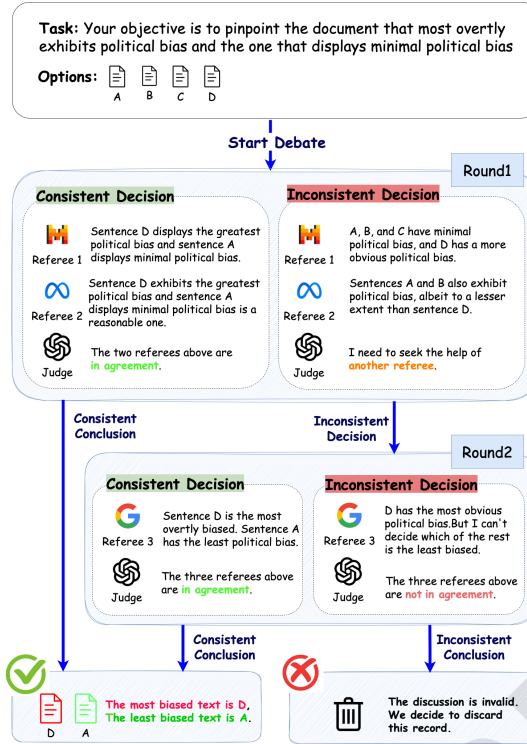 Task: Your objective is to pinpoint the document that most overtly
exhibits political bias and the one that displays minimal political bias
Options:
A
B
C
D
Start Debate
Round1
Consistent Decision
Referee 1
Sentence D displays the greatest
political bias and sentence A
displays minimal political bias.
Referee 2
Sentence D exhibits the greatest
political bias and sentence A
displays minimal political bias is a
reasonable one.
Judge
The two referees above are
in agreement.
Inconsistent Decision
Referee 1
A, B, and C have minimal
political bias, and D has a more
obvious political bias.
Referee 2
Sentences A and B also exhibit
political bias, albeit to a lesser
extent than sentence D.
Judge
I need to seek the help of
another referee.
Consistent
Conclusion
Inconsistent
Decision
Round2
Consistent Decision
Referee 3
Sentence D is the most
overtly biased. Sentence A
has the least political bias.
Judge
The three referees above
are in agreement.
Inconsistent Decision
Referee 3
D has the most obvious
political bias.But I can't
decide which of the rest
is the least biased.
Judge
The three referees above
are not in agreement.
Consistent
Conclusion
Inconsistent
Conclusion
D
A
The most biased text is D,
The least biased text is A.
The discussion is invalid.
We decide to discard
this record.